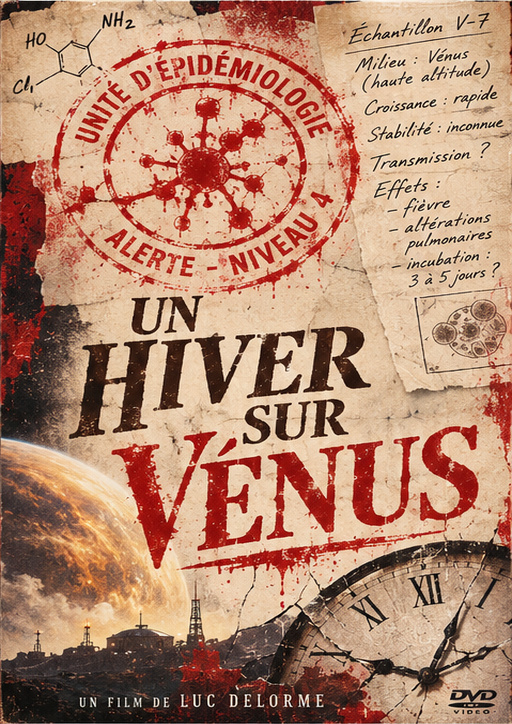 HO
NH₂
Cl,
UNITÉ D'ÉPIDÉMIOLOGIE
ALERTE - NIVEAU 4
Échantillon V-7
Milieu : Vénus
(haute altitude)
Croissance : rapide
Stabilité : inconnue
Transmission ?
Effets :
- fièvre
- altérations
pulmonaires
- incubation :
3 à 5 jours ?
UN
HIVER
SUR
VÉNUS
XI XII I
UN FILM DE LUC DELORME
DVD
VIDEO